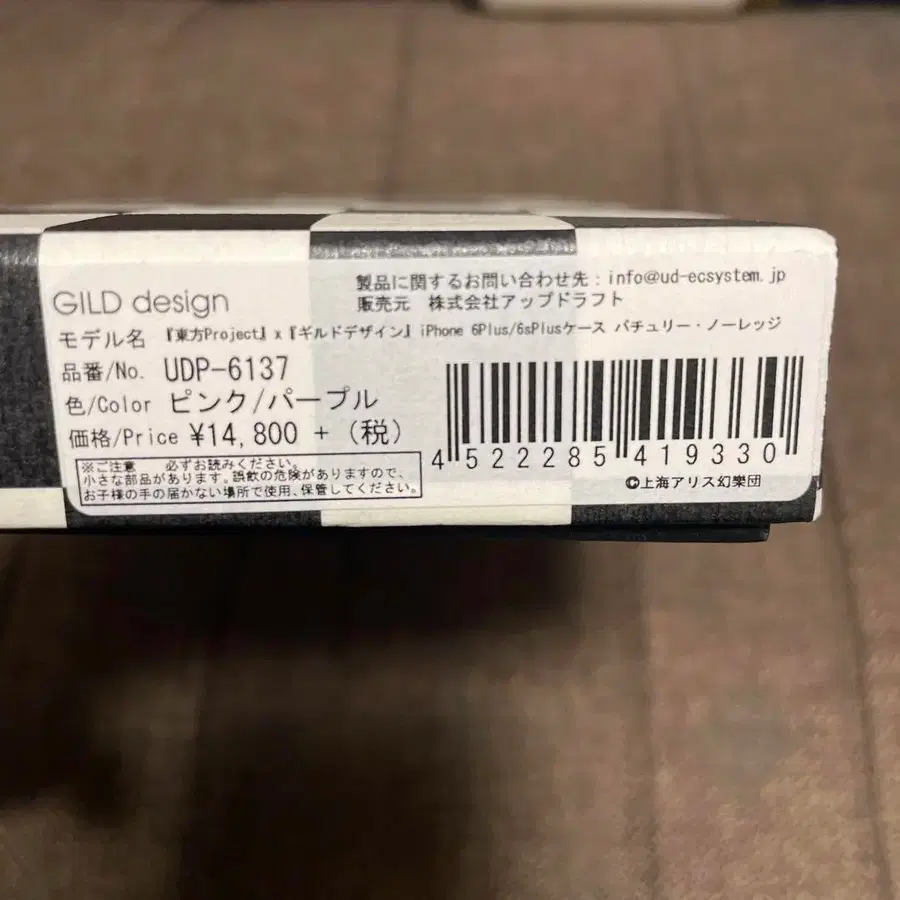 GILD design
製品に関するお問い合わせ先：info@ud-ecsystem.jp
販売元　株式会社アップドラフト
モデル名 『東方Project』x『ギルドデザイン』iPhone 6Plus/6sPlusケース パチュリー・ノーレッジ
品番/No. UDP-6137
色/Color ピンク/パープル
価格/Price ¥14,800 + (税)
※ご注意　必ずお読みください。
小さな部品があります。誤飲の危険がありますので、
お子様の手の届かない場所で使用、保管してください。
4 522285 419330
©上海アリス幻樂団